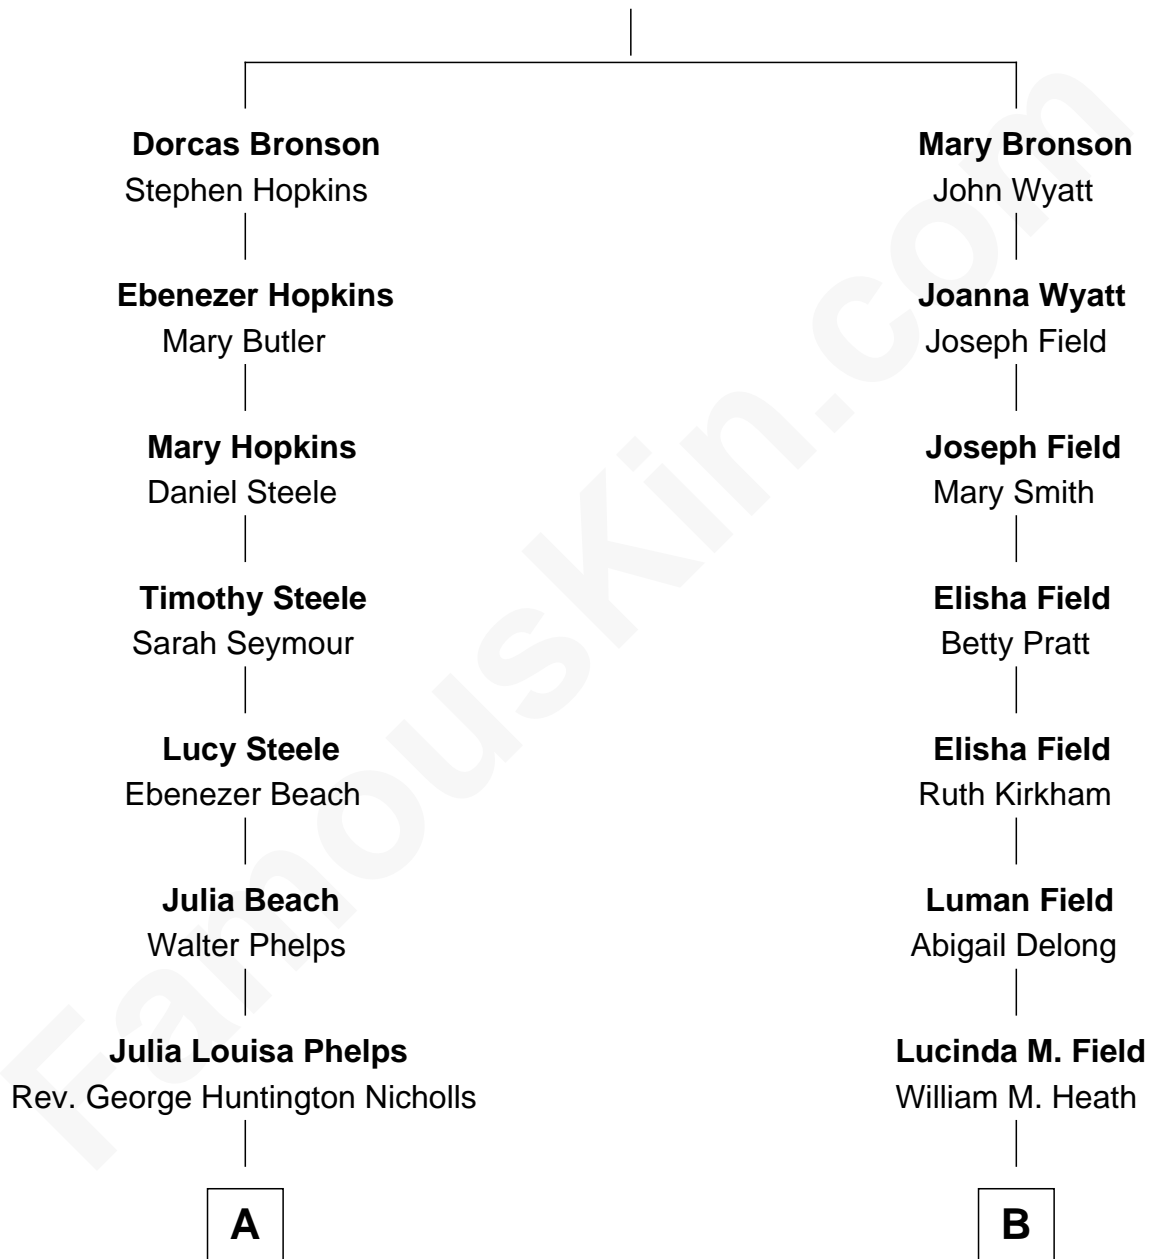 Dorcas Bronson
Stephen Hopkins
Ebenezer Hopkins
Mary Butler
Mary Hopkins
Daniel Steele
Timothy Steele
Sarah Seymour
Lucy Steele
Ebenezer Beach
Julia Beach
Walter Phelps
Julia Louisa Phelps
Rev. George Huntington Nicholls
A
Mary Bronson
John Wyatt
Joanna Wyatt
Joseph Field
Joseph Field
Mary Smith
Elisha Field
Betty Pratt
Elisha Field
Ruth Kirkham
Luman Field
Abigail Delong
Lucinda M. Field
William M. Heath
B
FamousKin.com